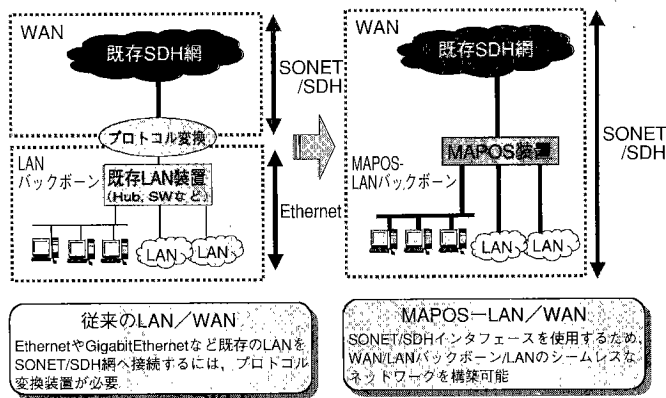 WAN
既存SDH網
SONET
/SDH
プロトコル変換
LAN
バックボーン
既存LAN装置
(Hub, SWなど)
Ethernet
LAN
LAN
WAN
既存SDH網
SONET
/SDH
MAPOS装置
MAPOS-
LANバックボーン
LAN
LAN
従来のLAN/WAN
EthernetやGigabitEthernetなど既存のLANを
SONET/SDH網へ接続するには，プロトコル
変換装置が必要
MAPOS－LAN/WAN
SONET/SDHインタフェースを使用するため，
WAN/LANバックボーン/LANのシームレスな
ネットワークを構築可能